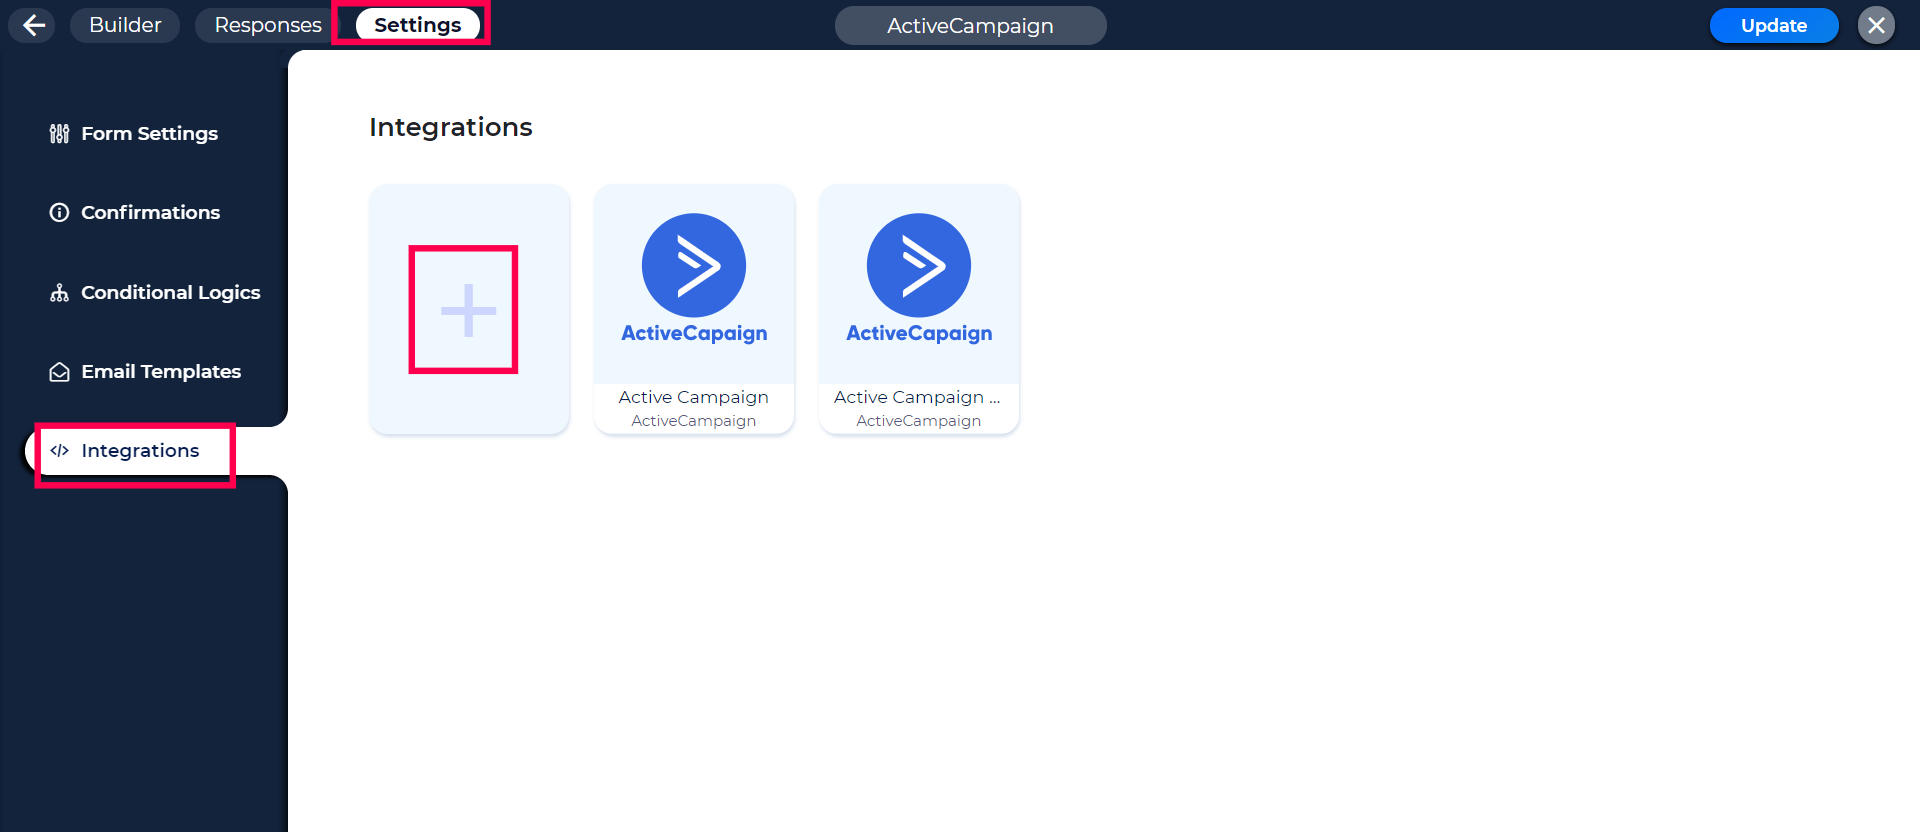 Builder
Responses
Settings
ActiveCampaign
Update
Form Settings
Confirmations
Conditional Logics
Email Templates
Integrations
Integrations
ActiveCapaign
Active Campaign
ActiveCampaign
ActiveCapaign
Active Campaign ...
ActiveCampaign